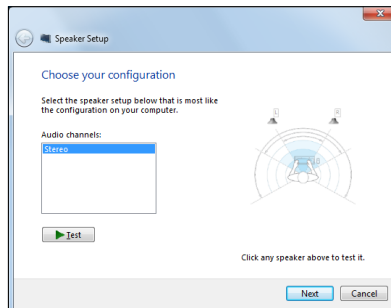 Speaker Setup
Choose your configuration
Select the speaker setup below that is most like
the configuration on your computer.
Audio channels:
Stereo
Test
L
R
Click any speaker above to test it.
Next
Cancel